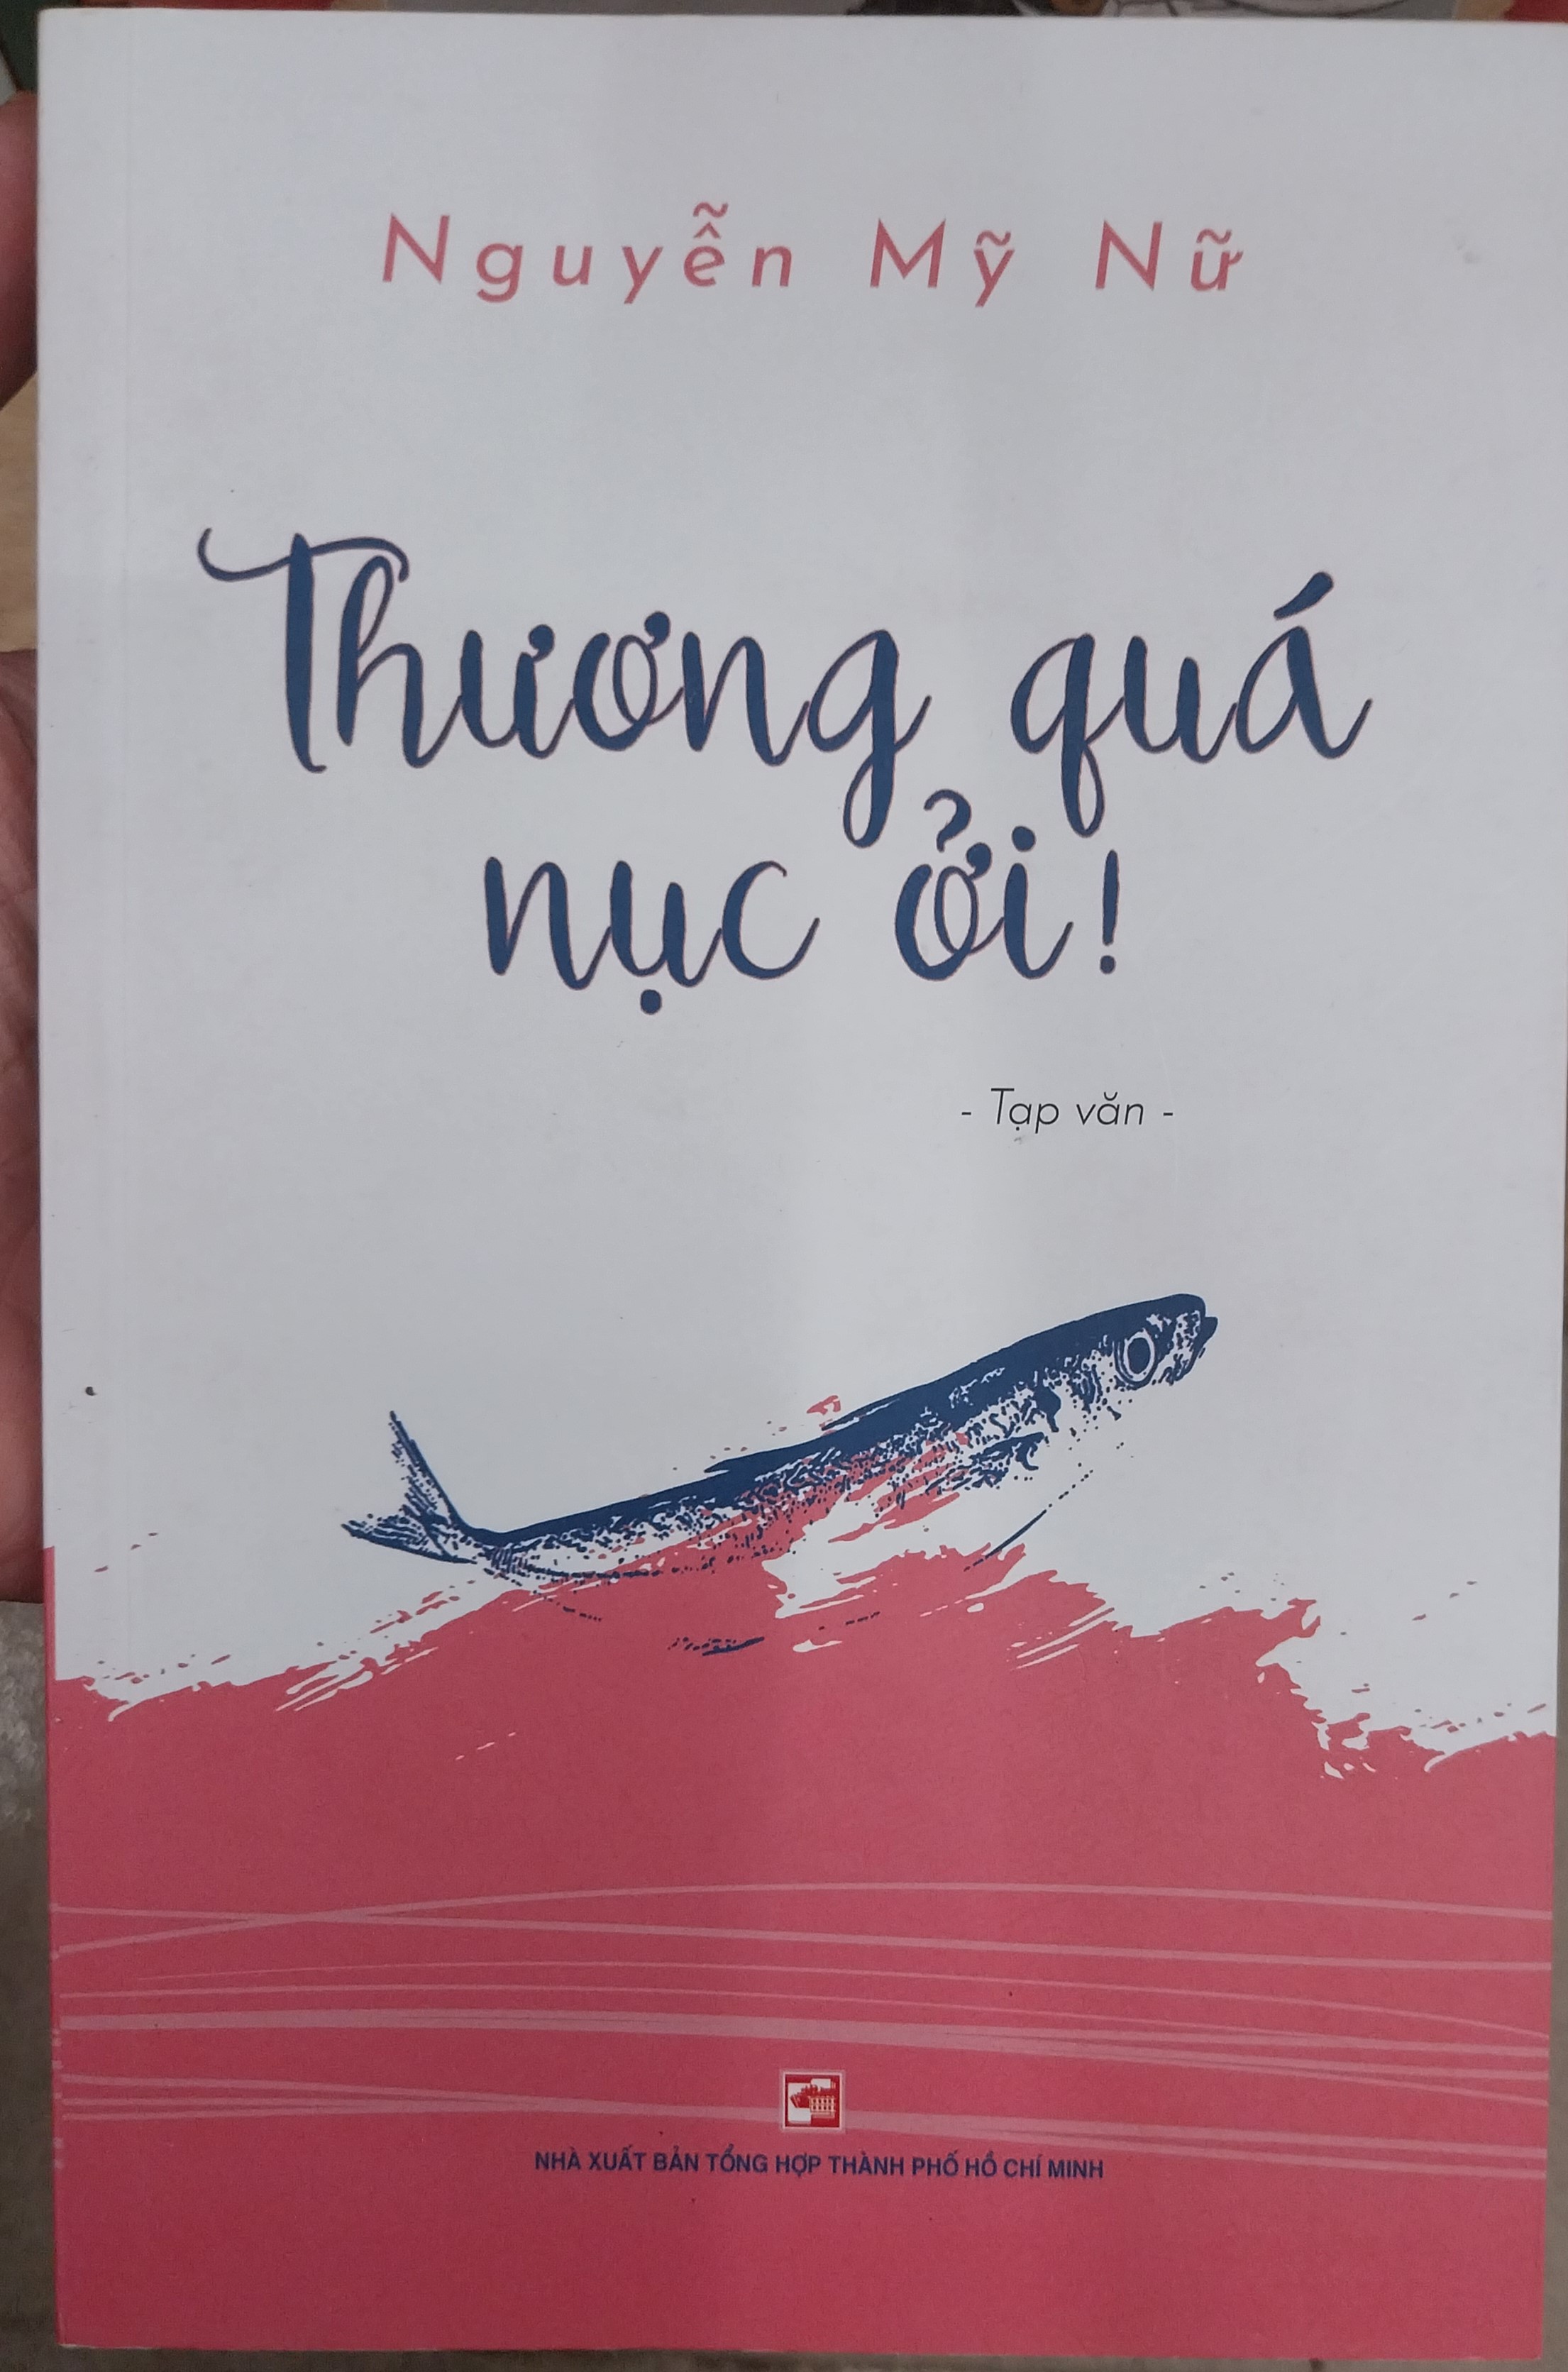 Nguyễn Mỹ Nữ
Thương quá
nục ởi!
- Tạp văn -
NHÀ XUẤT BẢN TỔNG HỢP THÀNH PHỐ HỒ CHÍ MINH